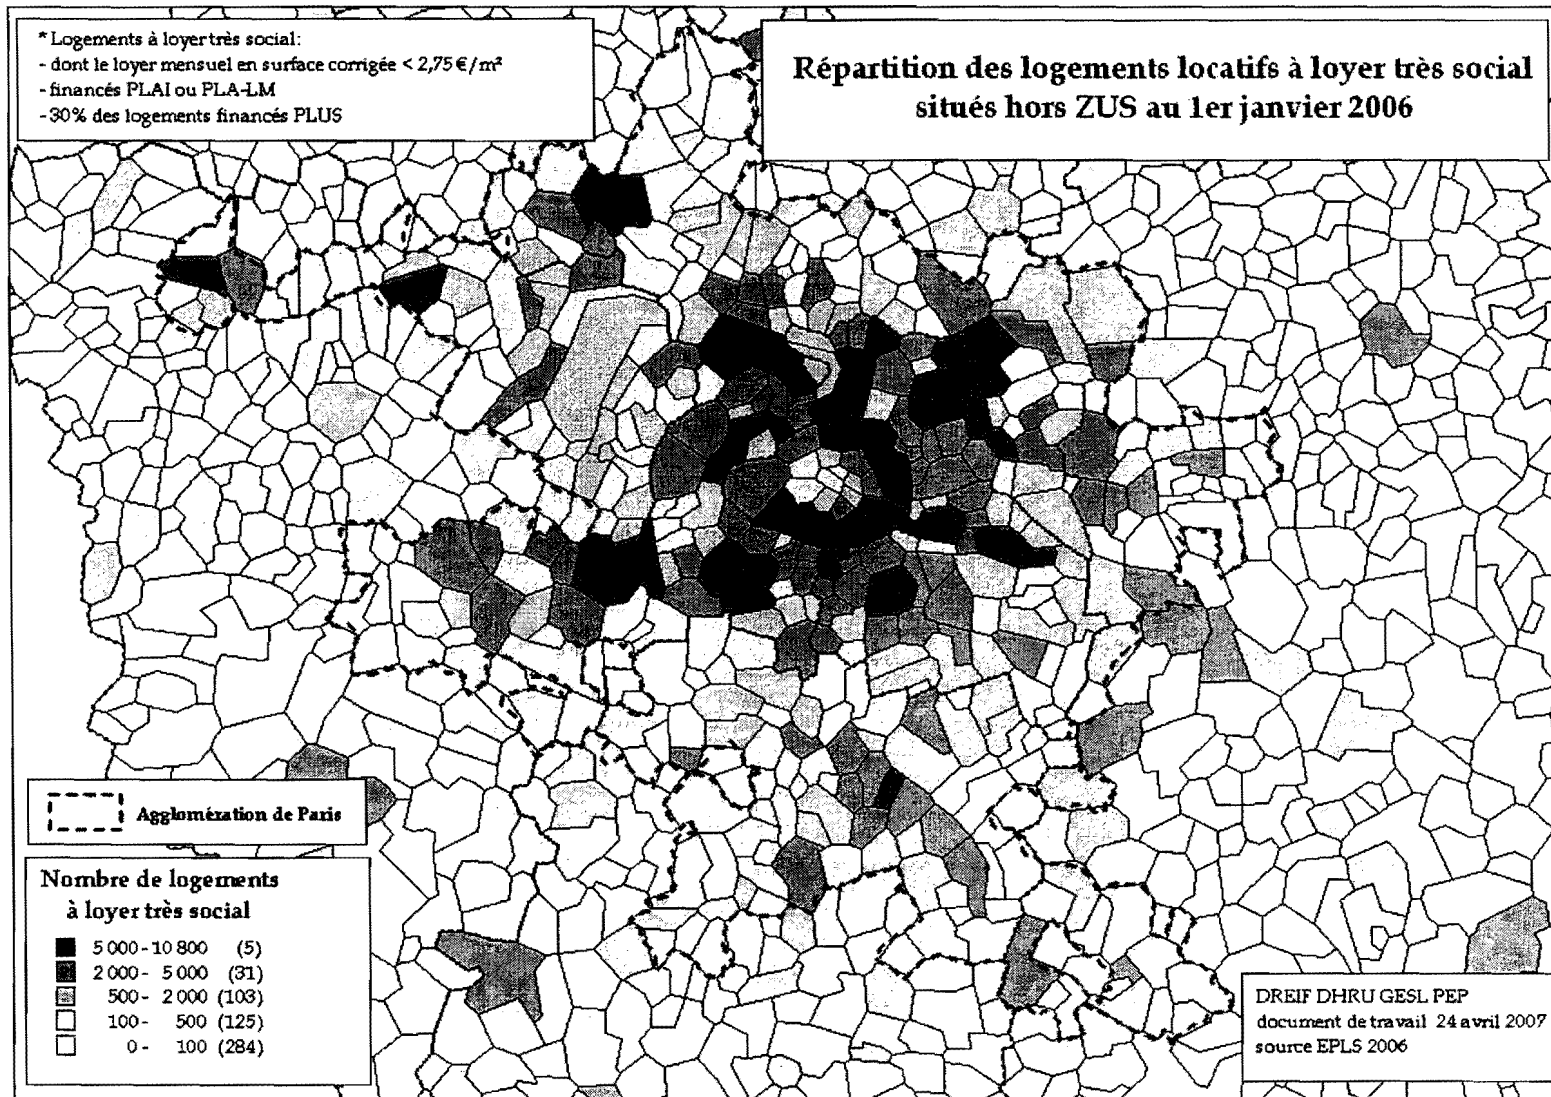 * Logements à loyer très social:
- dont le loyer mensuel en surface corrigée < 2,75 €/m²
- financés PLAI ou PLA-LM
- 30% des logements financés PLUS
Répartition des logements locatifs à loyer très social
situés hors ZUS au 1er janvier 2006
Agglomération de Paris
Nombre de logements
à loyer très social
5 000 - 10 800 (5)
2 000 - 5 000 (31)
500 - 2 000 (103)
100 - 500 (125)
0 - 100 (284)
DREIF DHRU GESL PEP
document de travail 24 avril 2007
source EPLS 2006